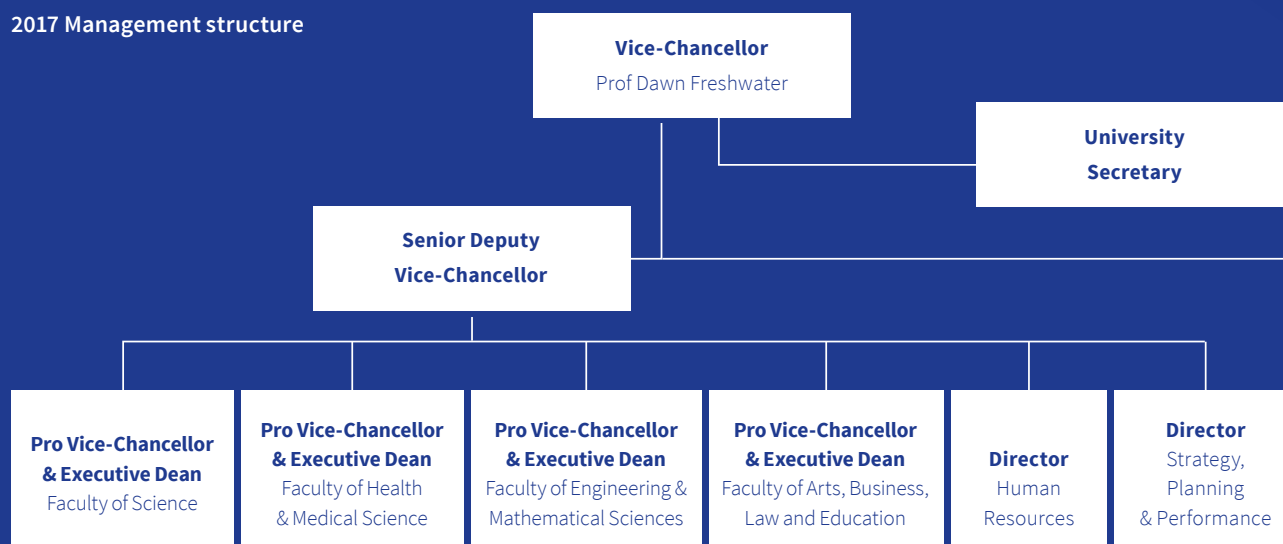 2017 Management structure
Vice-Chancellor
Prof Dawn Freshwater
University
Secretary
Senior Deputy
Vice-Chancellor
Pro Vice-Chancellor
& Executive Dean
Faculty of Science
Pro Vice-Chancellor
& Executive Dean
Faculty of Health
& Medical Science
Pro Vice-Chancellor
& Executive Dean
Faculty of Engineering &
Mathematical Sciences
Pro Vice-Chancellor
& Executive Dean
Faculty of Arts, Business,
Law and Education
Director
Human
Resources
Director
Strategy,
Planning
& Performance